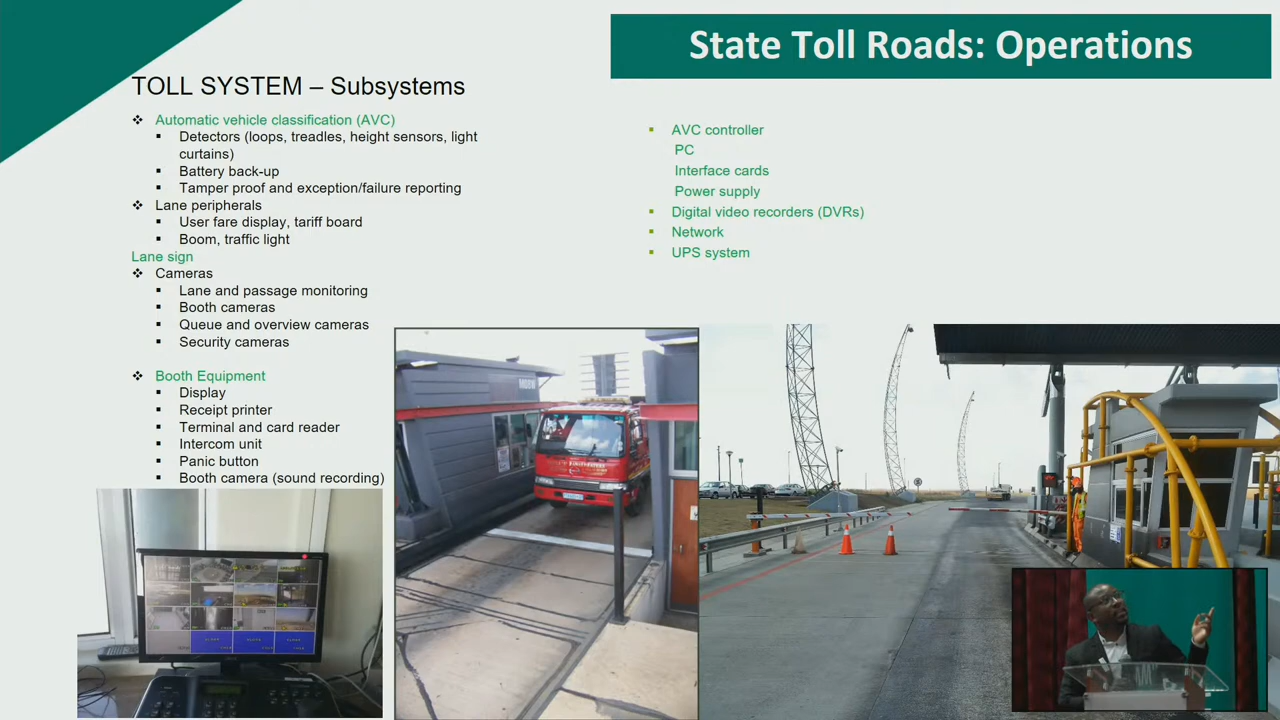 State Toll Roads: Operations
TOLL SYSTEM – Subsystems
❖ Automatic vehicle classification (AVC)
▪ Detectors (loops, treadles, height sensors, light
curtains)
▪ Battery back-up
▪ Tamper proof and exception/failure reporting
❖ Lane peripherals
▪ User fare display, tariff board
▪ Boom, traffic light
Lane sign
❖ Cameras
▪ Lane and passage monitoring
▪ Booth cameras
▪ Queue and overview cameras
▪ Security cameras
❖ Booth Equipment
▪ Display
▪ Receipt printer
▪ Terminal and card reader
▪ Intercom unit
▪ Panic button
▪ Booth camera (sound recording)
▪ AVC controller
PC
Interface cards
Power supply
▪ Digital video recorders (DVRs)
▪ Network
▪ UPS system